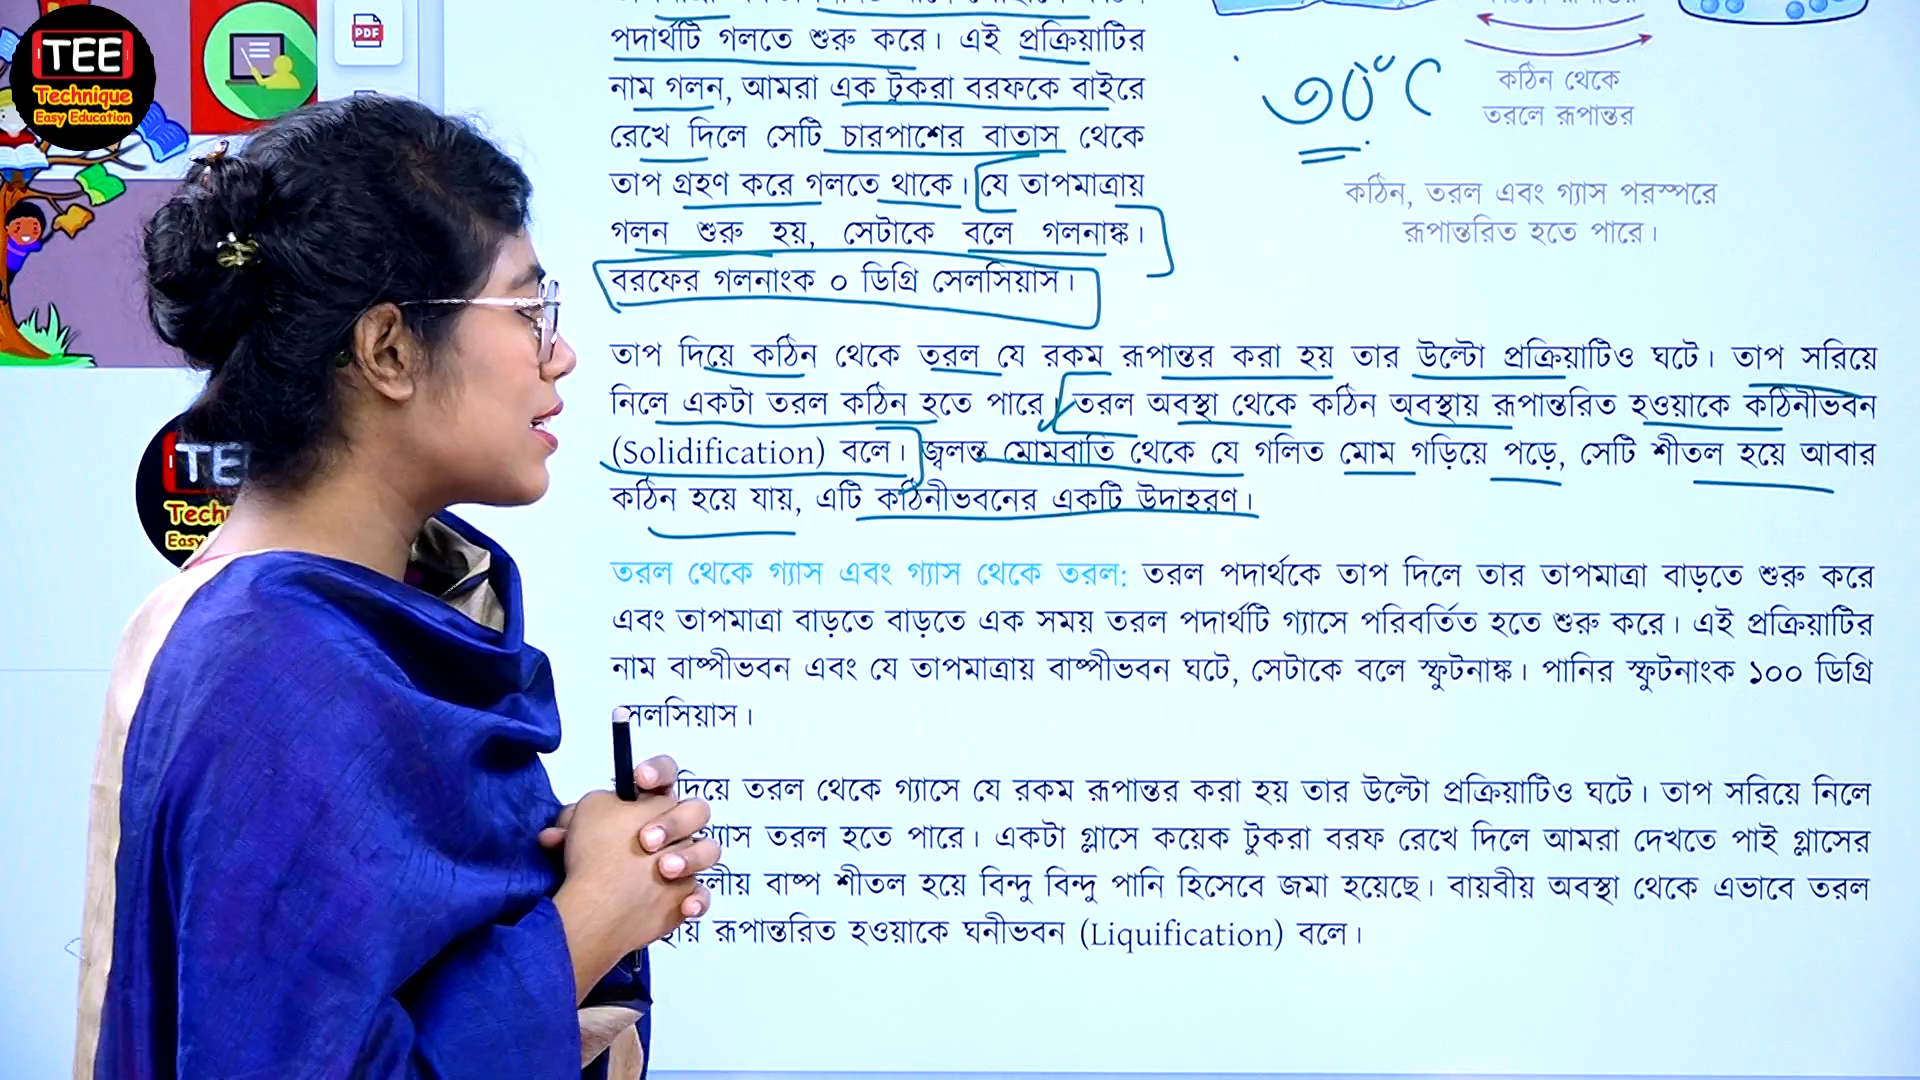 TEE
Technique
Easy Education
PDF
পদার্থটি গলতে শুরু করে। এই প্রক্রিয়াটির
নাম গলন, আমরা এক টুকরা বরফকে বাইরে
রেখে দিলে সেটি চারপাশের বাতাস থেকে
তাপ গ্রহণ করে গলতে থাকে। যে তাপমাত্রায়
গলন শুরু হয়, সেটাকে বলে গলনাঙ্ক।
বরফের গলনাংক ০ ডিগ্রি সেলসিয়াস।
৩০°C
কঠিন থেকে
তরলে রূপান্তর
কঠিন, তরল এবং গ্যাস পরস্পরে
রূপান্তরিত হতে পারে।
তাপ দিয়ে কঠিন থেকে তরল যে রকম রূপান্তর করা হয় তার উল্টো প্রক্রিয়াটিও ঘটে। তাপ সরিয়ে
নিলে একটা তরল কঠিন হতে পারে। তরল অবস্থা থেকে কঠিন অবস্থায় রূপান্তরিত হওয়াকে কঠিনীভবন
(Solidification) বলে। জ্বলন্ত মোমবাতি থেকে যে গলিত মোম গড়িয়ে পড়ে, সেটি শীতল হয়ে আবার
কঠিন হয়ে যায়, এটি কঠিনীভবনের একটি উদাহরণ।
তরল থেকে গ্যাস এবং গ্যাস থেকে তরল: তরল পদার্থকে তাপ দিলে তার তাপমাত্রা বাড়তে শুরু করে
এবং তাপমাত্রা বাড়তে বাড়তে এক সময় তরল পদার্থটি গ্যাসে পরিবর্তিত হতে শুরু করে। এই প্রক্রিয়াটির
নাম বাষ্পীভবন এবং যে তাপমাত্রায় বাষ্পীভবন ঘটে, সেটাকে বলে স্ফুটনাঙ্ক। পানির স্ফুটনাংক ১০০ ডিগ্রি
সেলসিয়াস।
দিয়ে তরল থেকে গ্যাসে যে রকম রূপান্তর করা হয় তার উল্টো প্রক্রিয়াটিও ঘটে। তাপ সরিয়ে নিলে
গ্যাস তরল হতে পারে। একটা গ্লাসে কয়েক টুকরা বরফ রেখে দিলে আমরা দেখতে পাই গ্লাসের
বাষ্প শীতল হয়ে বিন্দু বিন্দু পানি হিসেবে জমা হয়েছে। বায়বীয় অবস্থা থেকে এভাবে তরল
রূপান্তরিত হওয়াকে ঘনীভবন (Liquification) বলে।